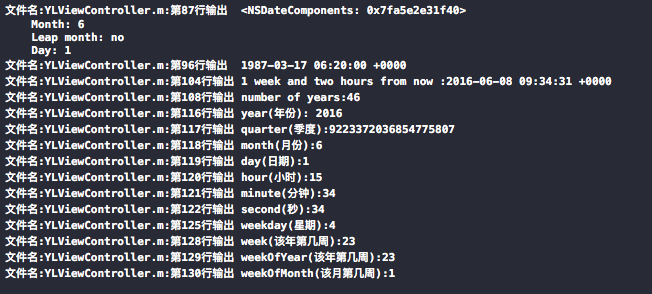 文件名:YLViewController.m:第87行输出  <NSDateComponents: 0x7fa5e2e31f40>
    Month: 6
    Leap month: no
    Day: 1
文件名:YLViewController.m:第96行输出  1987-03-17 06:20:00 +0000
文件名:YLViewController.m:第104行输出 1 week and two hours from now :2016-06-08 09:34:31 +0000
文件名:YLViewController.m:第108行输出 number of years:46
文件名:YLViewController.m:第116行输出 year(年份): 2016
文件名:YLViewController.m:第117行输出 quarter(季度):9223372036854775807
文件名:YLViewController.m:第118行输出 month(月份):6
文件名:YLViewController.m:第119行输出 day(日期):1
文件名:YLViewController.m:第120行输出 hour(小时):15
文件名:YLViewController.m:第121行输出 minute(分钟):34
文件名:YLViewController.m:第122行输出 second(秒):34
文件名:YLViewController.m:第125行输出 weekday(星期):4
文件名:YLViewController.m:第128行输出 week(该年第几周):23
文件名:YLViewController.m:第129行输出 weekOfYear(该年第几周):23
文件名:YLViewController.m:第130行输出 weekOfMonth(该月第几周):1